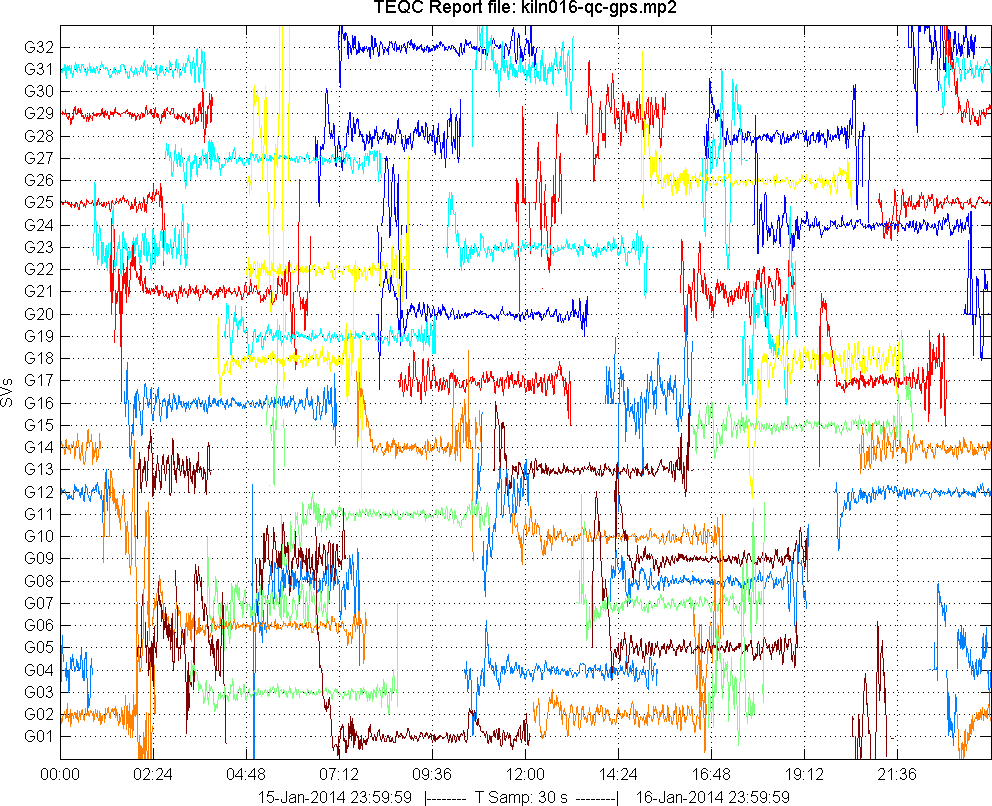 TEQC Report file: kiln016-qc-gps.mp2
G32
G31
G30
G29
G28
G27
G26
G25
G24
G23
G22
G21
G20
G19
G18
G17
G16
G15
G14
G13
G12
G11
G10
G09
G08
G07
G06
G05
G04
G03
G02
G01
SVs
00:00 02:24 04:48 07:12 09:36 12:00 14:24 16:48 19:12 21:36
15-Jan-2014 23:59:59 |-------- T Samp: 30 s --------| 16-Jan-2014 23:59:59